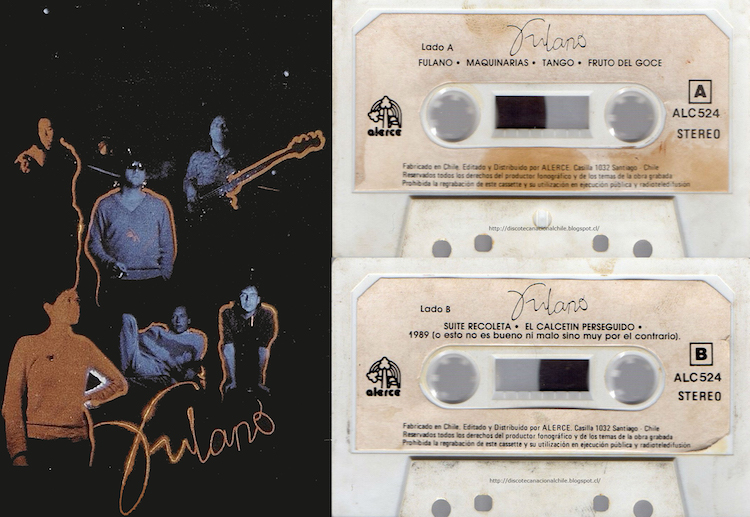 Fulano
Lado A
Fulano
FULANO • MAQUINARIAS • TANGO • FRUTO DEL GOCE
A
ALC524
STEREO
alerce
Fabricado en Chile, Editado y Distribuido por ALERCE. Casilla 1032 Santiago - Chile
Reservados todos los derechos del productor fonográfico y de los temas de la obra grabada
Prohibida la regrabación de este cassette y su utilización en ejecución pública y radioteledifusión
http://discotecanacionalchile.blogspot.cl/
Lado B
Fulano
SUITE RECOLETA • EL CALCETIN PERSEGUIDO •
1989 (o esto no es bueno ni malo sino muy por el contrario).
B
ALC524
STEREO
alerce
Fabricado en Chile, Editado y Distribuido por ALERCE. Casilla 1032 Santiago - Chile
Reservados todos los derechos del productor fonográfico y de los temas de la obra grabada
Prohibida la regrabación de este cassette y su utilización en ejecución pública y radioteledifusión
http://discotecanacionalchile.blogspot.cl/